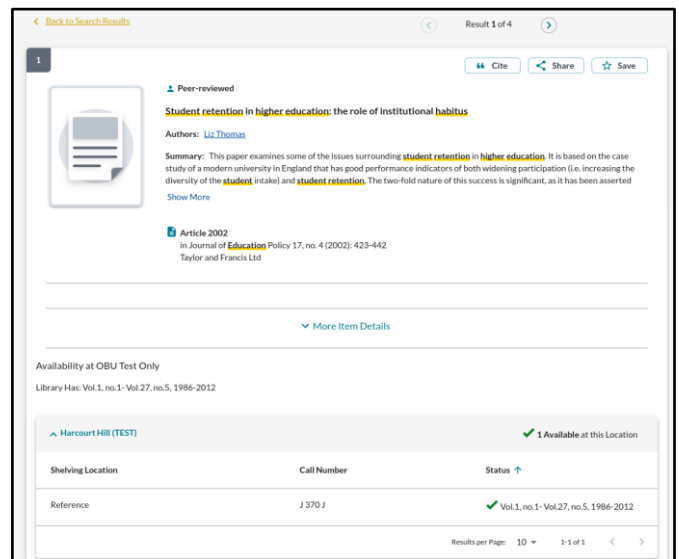 Back to Search Results
Result 1 of 4
1
Cite
Share
Save
Peer-reviewed
Student retention in higher education: the role of institutional habitus
Authors: Liz Thomas
Summary: This paper examines some of the issues surrounding student retention in higher education. It is based on the case
study of a modern university in England that has good performance indicators of both widening participation (i.e. increasing the
diversity of the student intake) and student retention. The two-fold nature of this success is significant, as it has been asserted
Show More
Article 2002
in Journal of Education Policy 17, no. 4 (2002): 423-442
Taylor and Francis Ltd
More Item Details
Availability at OBU Test Only
Library Has: Vol.1, no.1- Vol.27, no.5, 1986-2012
Harcourt Hill (TEST)
1 Available at this Location
Shelving Location
Call Number
Status
Reference
J 370 J
Vol.1, no.1- Vol.27, no.5, 1986-2012
Results per Page: 10
1-1 of 1